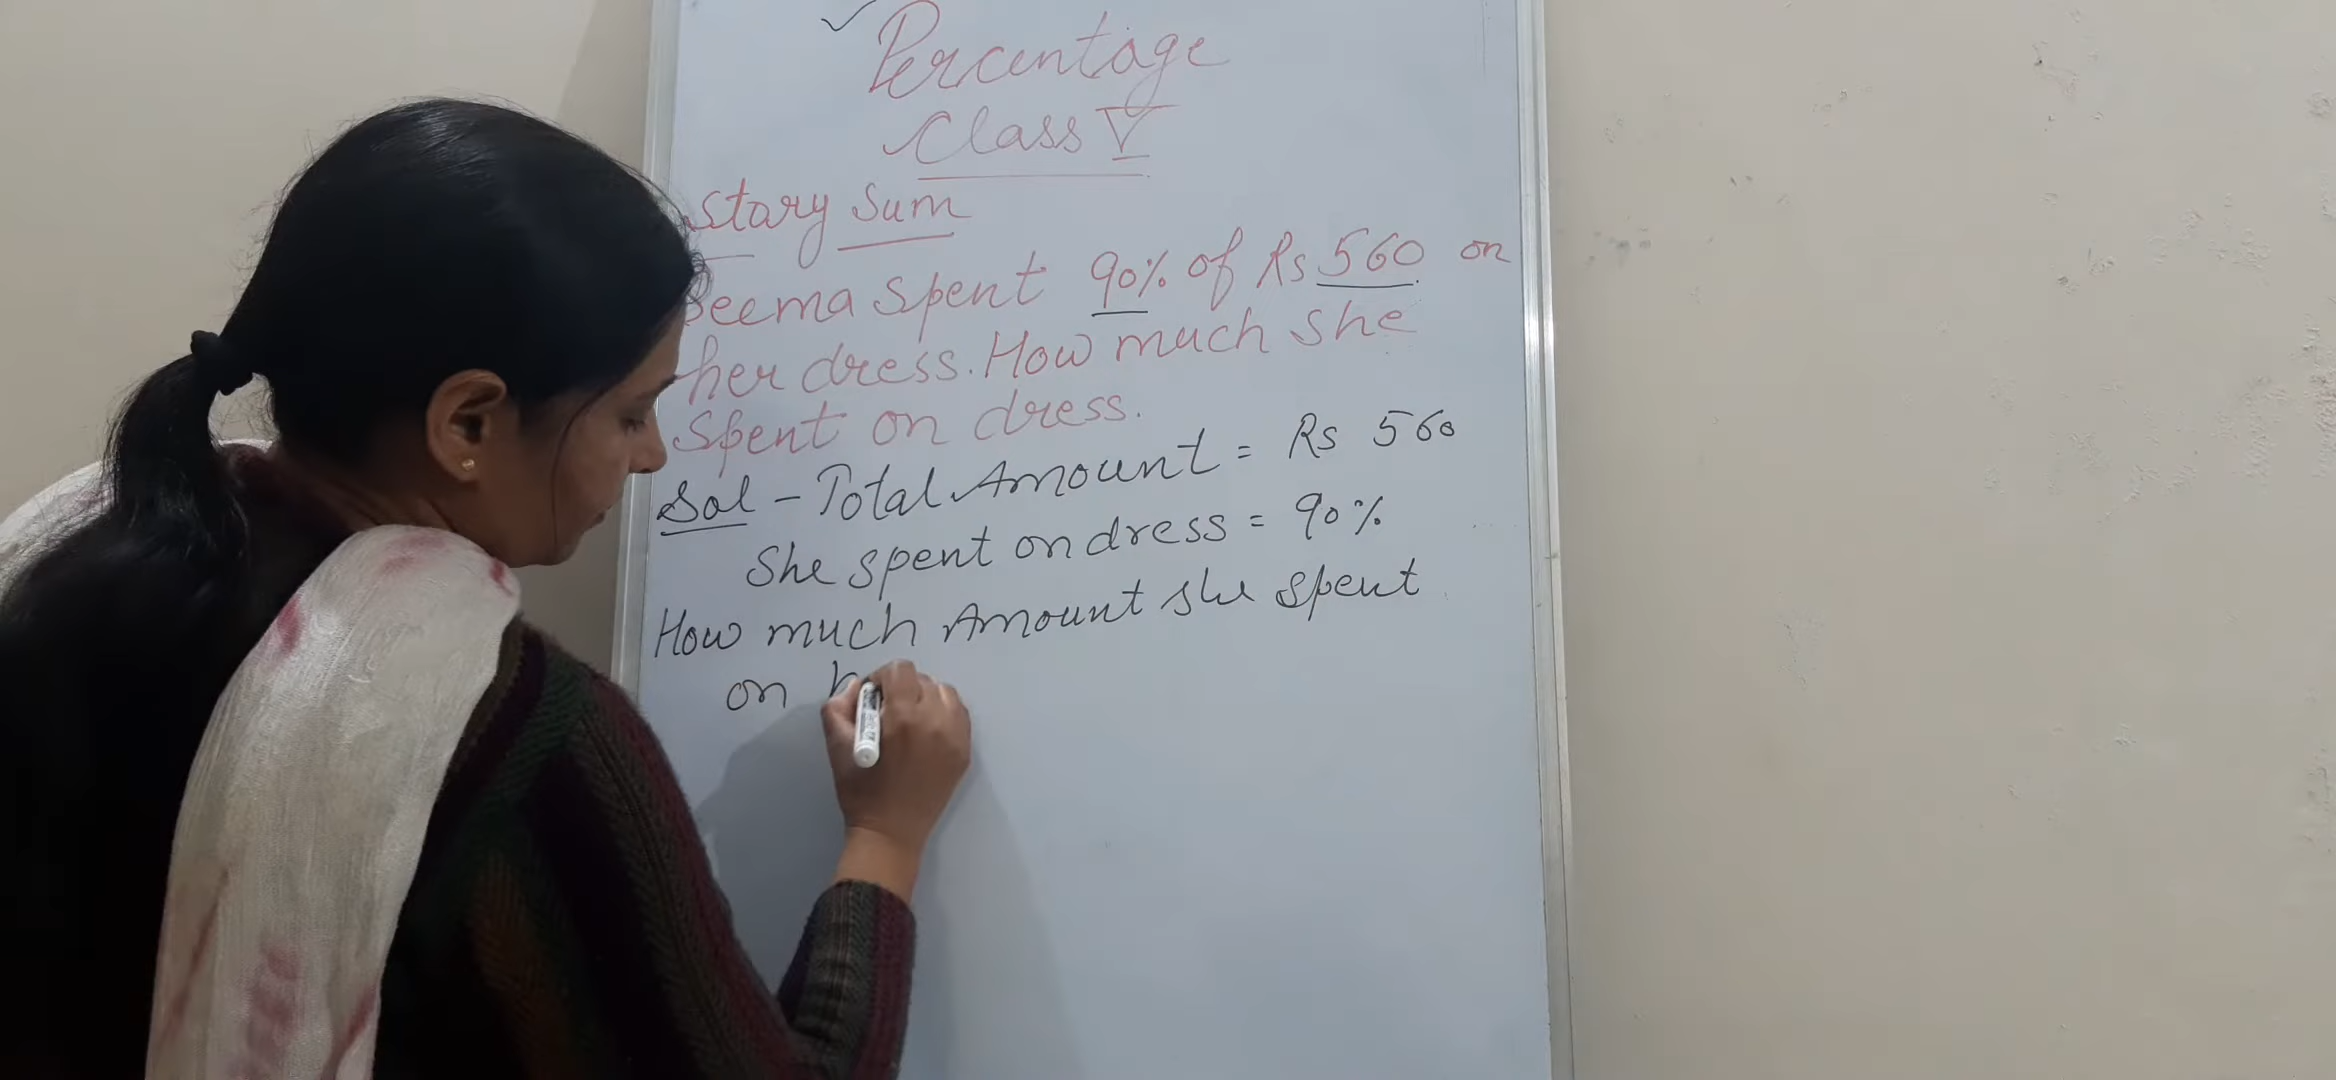 Percentage
Class V
Story Sum
Seema spent 90% of Rs 560 on
her dress. How much she
spent on dress.
Sol - Total Amount = Rs 560
She spent on dress = 90%
How much Amount she spent
on